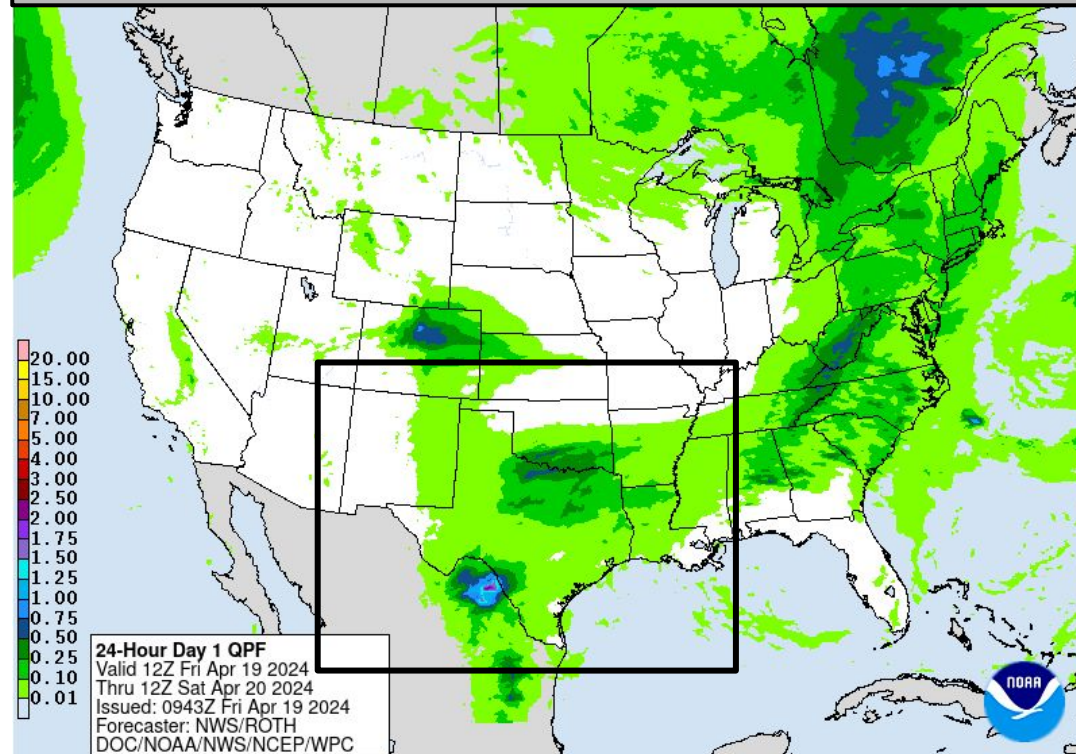 20.00
15.00
10.00
7.00
5.00
4.00
3.00
2.50
2.00
1.75
1.50
1.25
1.00
0.75
0.50
0.25
0.10
0.01
24-Hour Day 1 QPF
Valid 12Z Fri Apr 19 2024
Thru 12Z Sat Apr 20 2024
Issued: 0943Z Fri Apr 19 2024
Forecaster: NWS/ROTH
DOC/NOAA/NWS/NCEP/WPC
NOAA